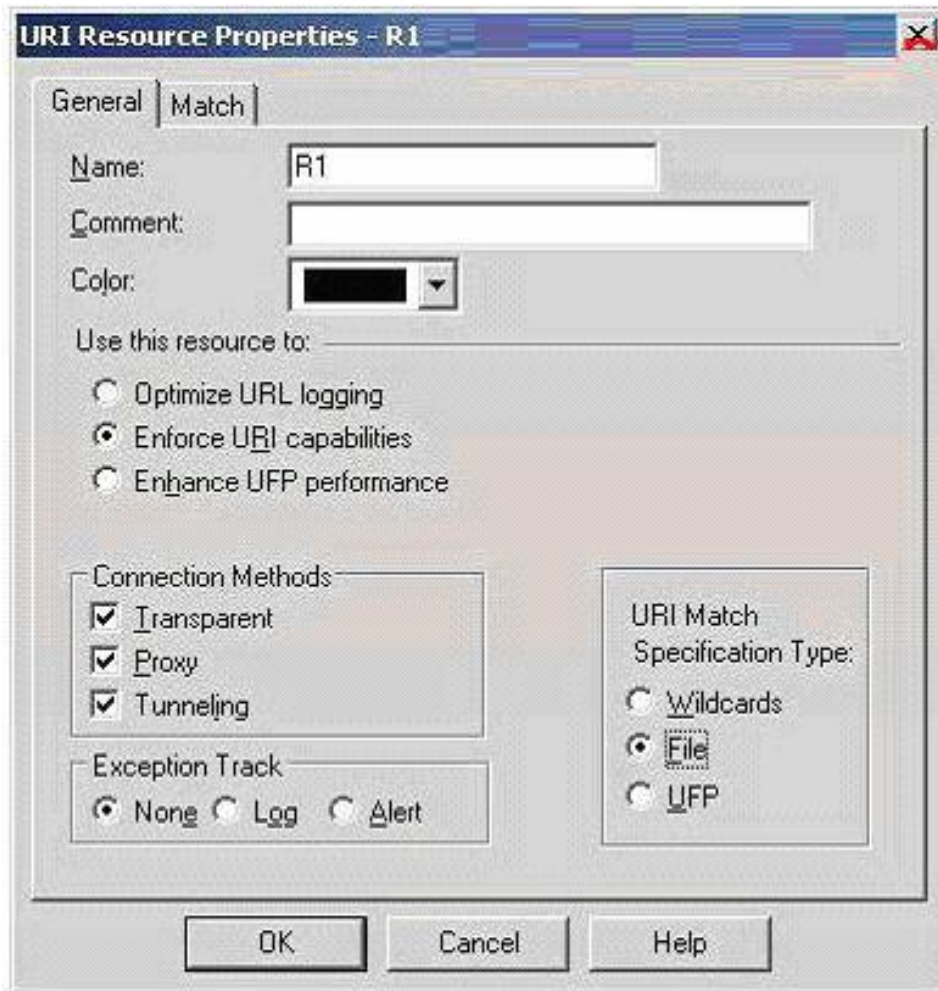 URI Resource Properties - R1
General Match
Name: R1
Comment:
Color:
Use this resource to:
Optimize URL logging
Enforce URI capabilities
Enhance UFP performance
Connection Methods
Transparent
Proxy
Tunneling
URI Match
Specification Type:
Wildcards
File
UFP
Exception Track
None Log Alert
OK Cancel Help